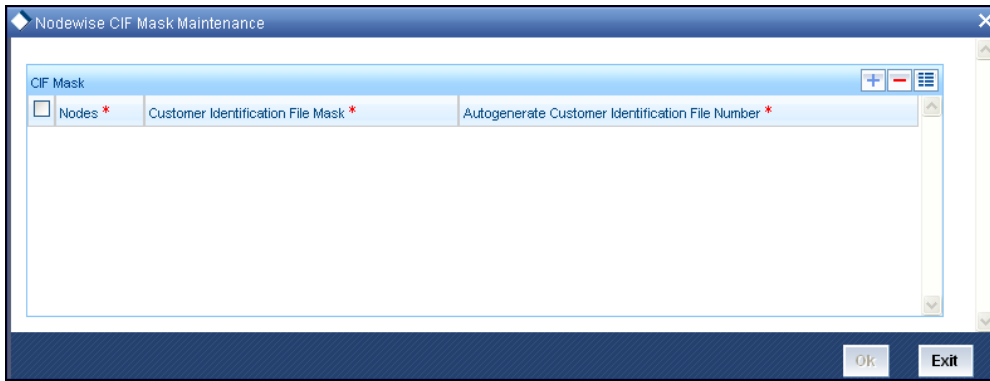 Nodewise CIF Mask Maintenance
CIF Mask
Nodes * Customer Identification File Mask * Autogenerate Customer Identification File Number *
Ok Exit